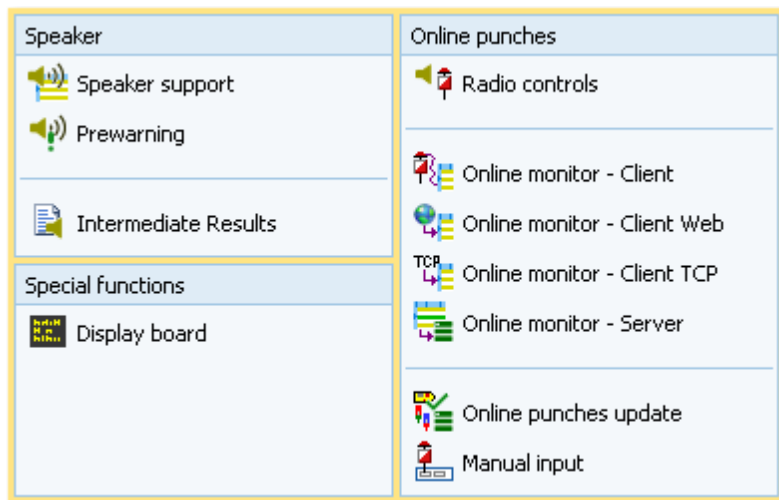 Speaker
Speaker support
Prewarning
Intermediate Results
Special functions
Display board
Online punches
Radio controls
Online monitor - Client
Online monitor - Client Web
TCP
Online monitor - Client TCP
Online monitor - Server
Online punches update
Manual input